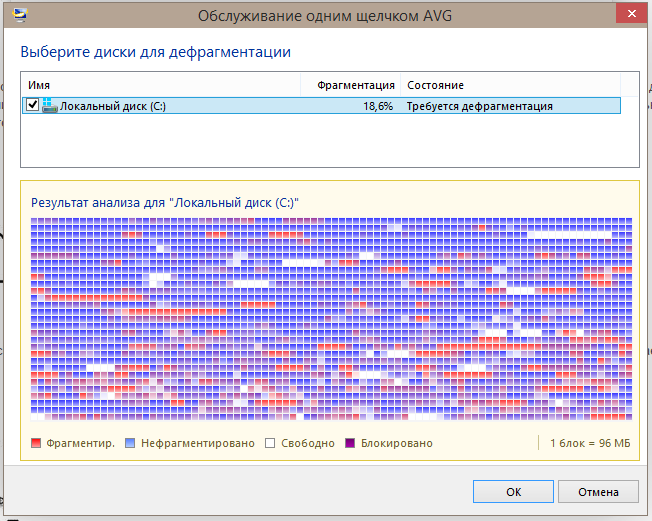 Обслуживание одним щелчком AVG
Выберите диски для дефрагментации
Имя Фрагментация Состояние
Локальный диск (C:) 18,6% Требуется дефрагментация
Результат анализа для "Локальный диск (C:)"
Фрагментир. Нефрагментировано Свободно Блокировано 1 блок = 96 МБ
ОК Отмена